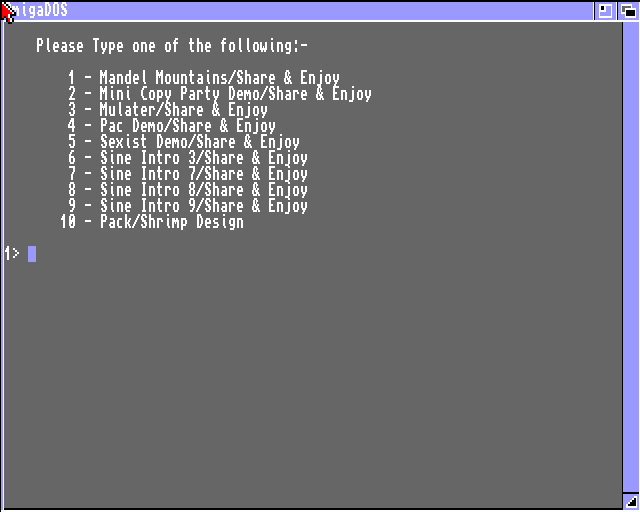 migaDOS
Please Type one of the following:-
1 - Mandel Mountains/Share & Enjoy
2 - Mini Copy Party Demo/Share & Enjoy
3 - Mulater/Share & Enjoy
4 - Pac Demo/Share & Enjoy
5 - Sexist Demo/Share & Enjoy
6 - Sine Intro 3/Share & Enjoy
7 - Sine Intro 7/Share & Enjoy
8 - Sine Intro 8/Share & Enjoy
9 - Sine Intro 9/Share & Enjoy
10 - Pack/Shrimp Design
1>